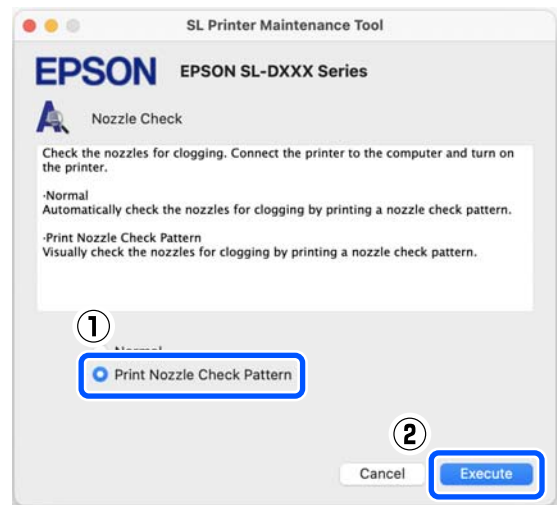 SL Printer Maintenance Tool
EPSON EPSON SL-DXXX Series
Nozzle Check
Check the nozzles for clogging. Connect the printer to the computer and turn on
the printer.
-Normal
Automatically check the nozzles for clogging by printing a nozzle check pattern.
-Print Nozzle Check Pattern
Visually check the nozzles for clogging by printing a nozzle check pattern.
①
Normal
Print Nozzle Check Pattern
②
Cancel Execute